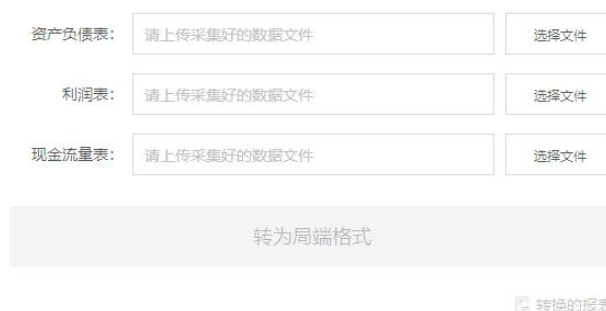 资产负债表: 请上传采集好的数据文件 选择文件
利润表: 请上传采集好的数据文件 选择文件
现金流量表: 请上传采集好的数据文件 选择文件
转为局端格式
转换的报表